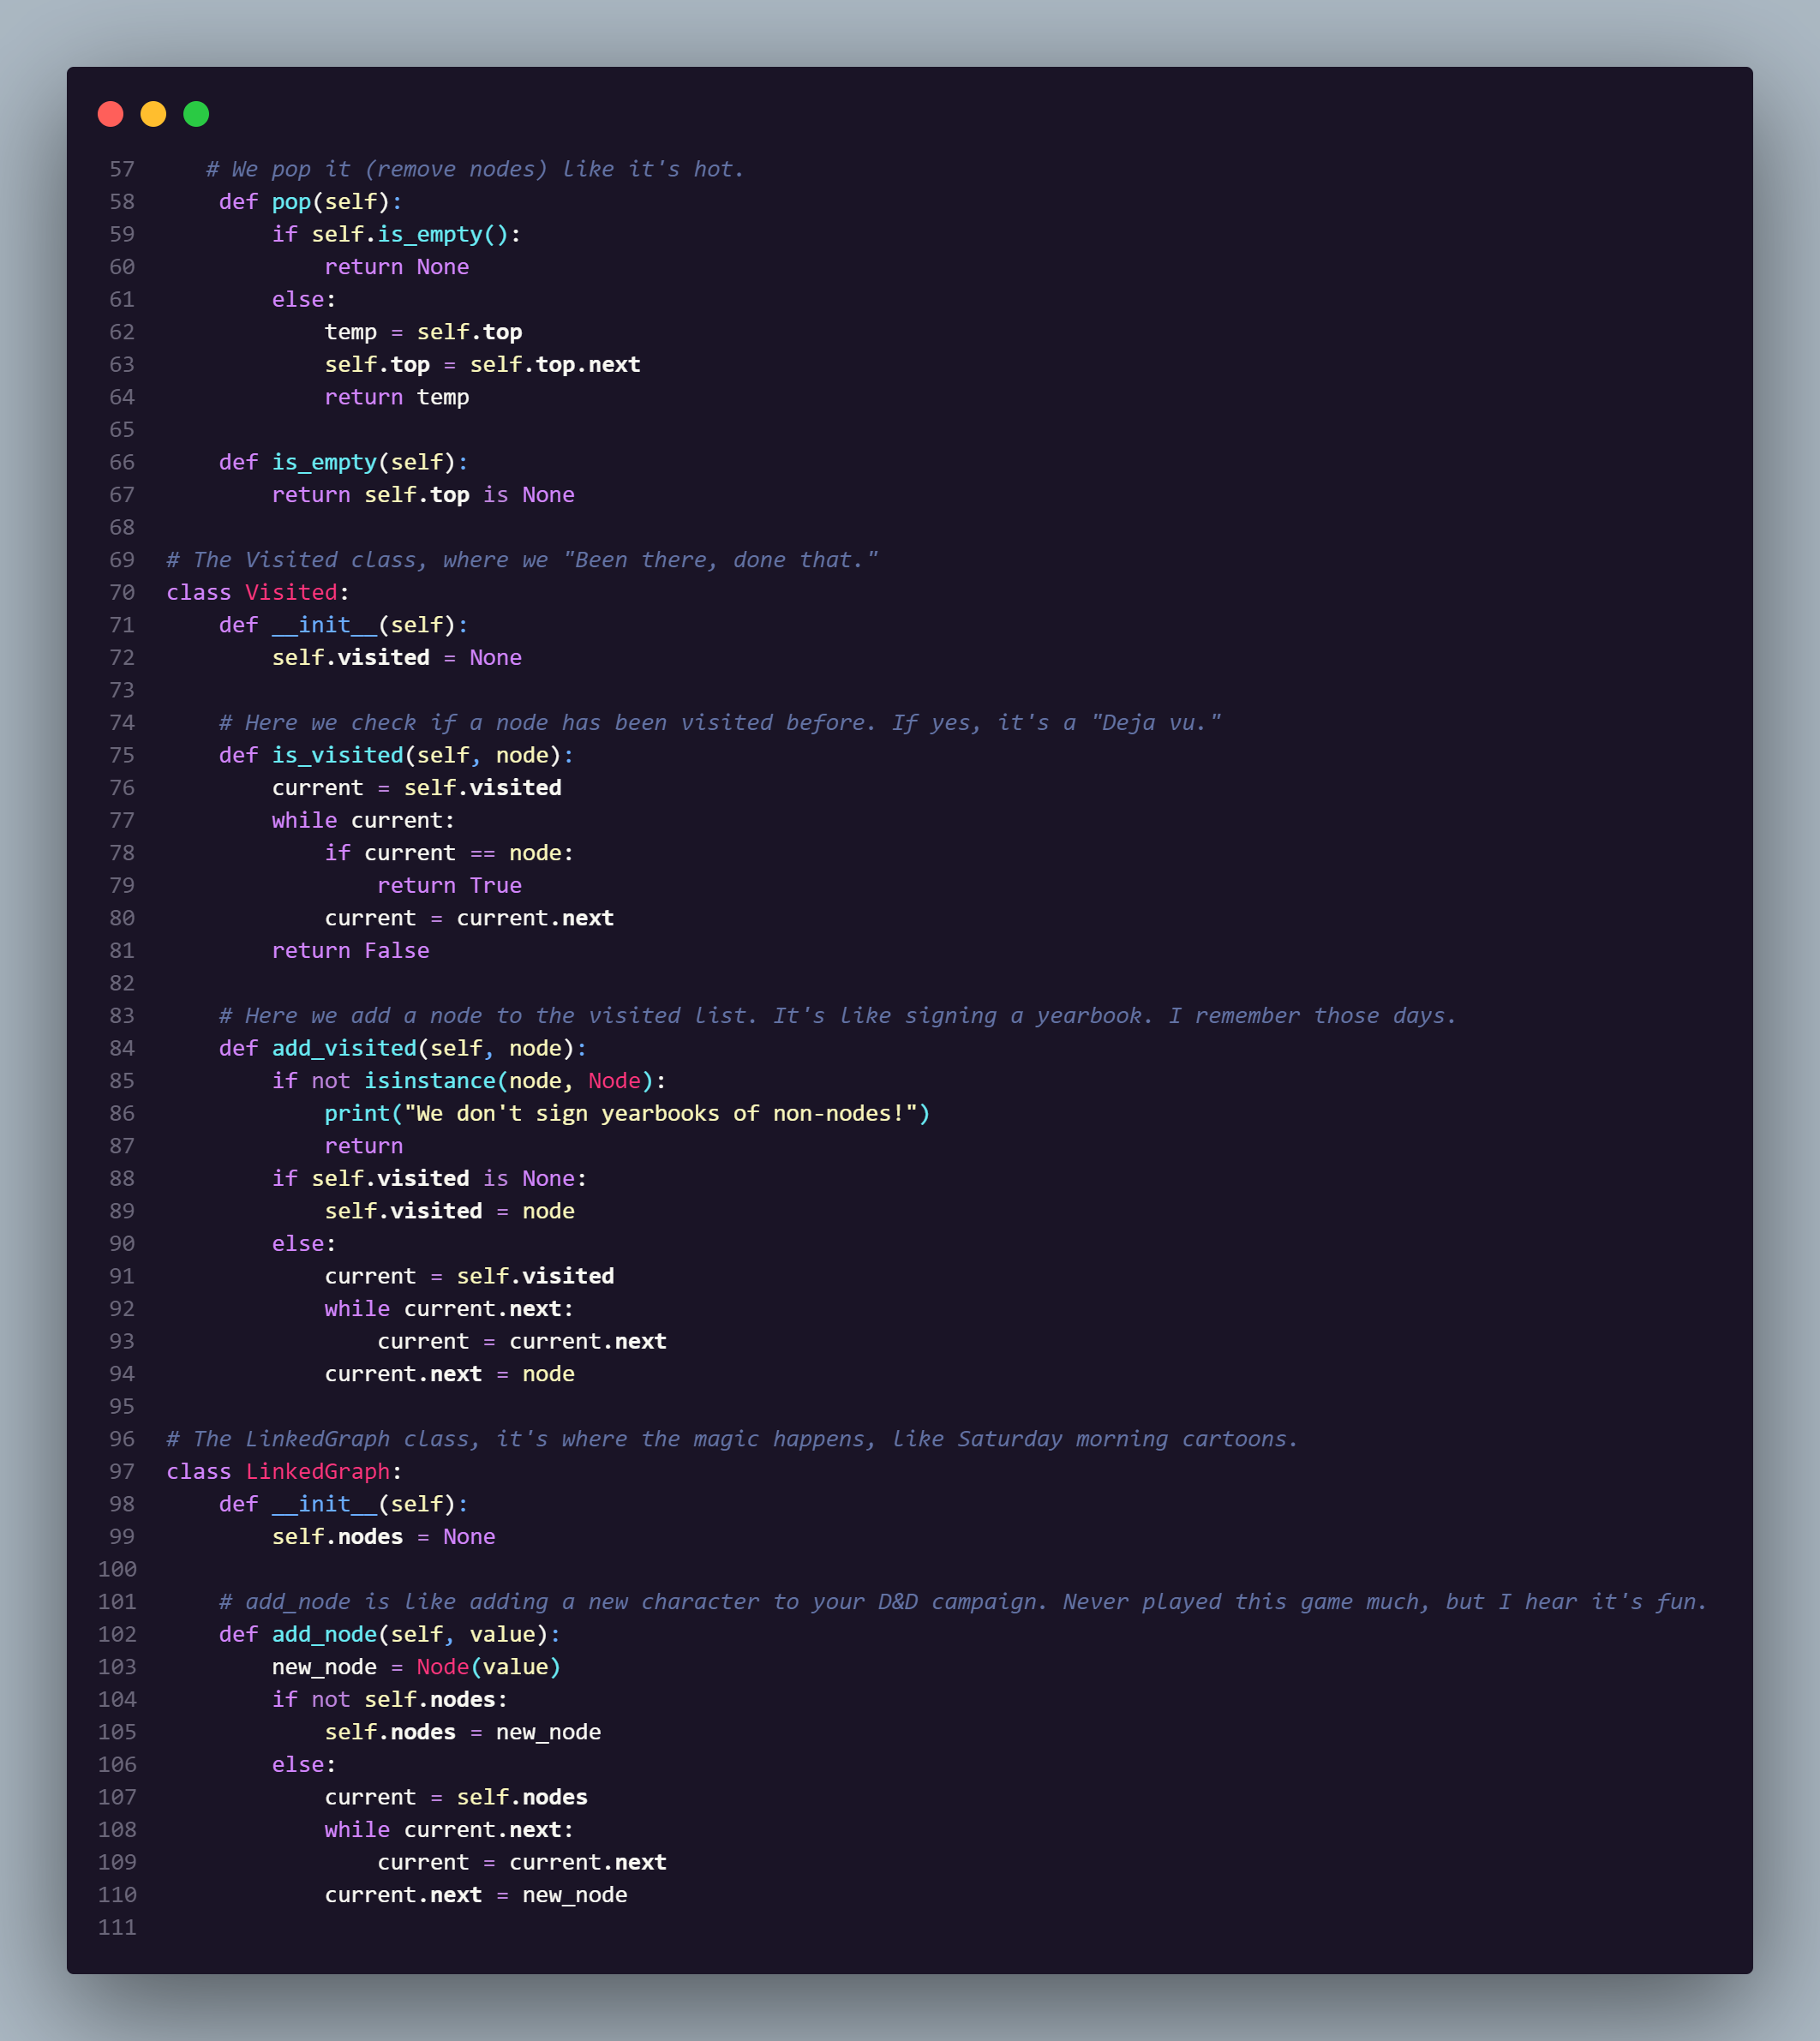 57     # We pop it (remove nodes) like it's hot.
58      def pop(self):
59          if self.is_empty():
60              return None
61          else:
62              temp = self.top
63              self.top = self.top.next
64              return temp
65
66      def is_empty(self):
67          return self.top is None
68
69  # The Visited class, where we "Been there, done that."
70  class Visited:
71      def __init__(self):
72          self.visited = None
73
74      # Here we check if a node has been visited before. If yes, it's a "Deja vu."
75      def is_visited(self, node):
76          current = self.visited
77          while current:
78              if current == node:
79                  return True
80              current = current.next
81          return False
82
83      # Here we add a node to the visited list. It's like signing a yearbook. I remember those days.
84      def add_visited(self, node):
85          if not isinstance(node, Node):
86              print("We don't sign yearbooks of non-nodes!")
87              return
88          if self.visited is None:
89              self.visited = node
90          else:
91              current = self.visited
92              while current.next:
93                  current = current.next
94              current.next = node
95
96  # The LinkedGraph class, it's where the magic happens, like Saturday morning cartoons.
97  class LinkedGraph:
98      def __init__(self):
99          self.nodes = None
100
101     # add_node is like adding a new character to your D&D campaign. Never played this game much, but I hear it's fun.
102     def add_node(self, value):
103         new_node = Node(value)
104         if not self.nodes:
105             self.nodes = new_node
106         else:
107             current = self.nodes
108             while current.next:
109                 current = current.next
110             current.next = new_node
111